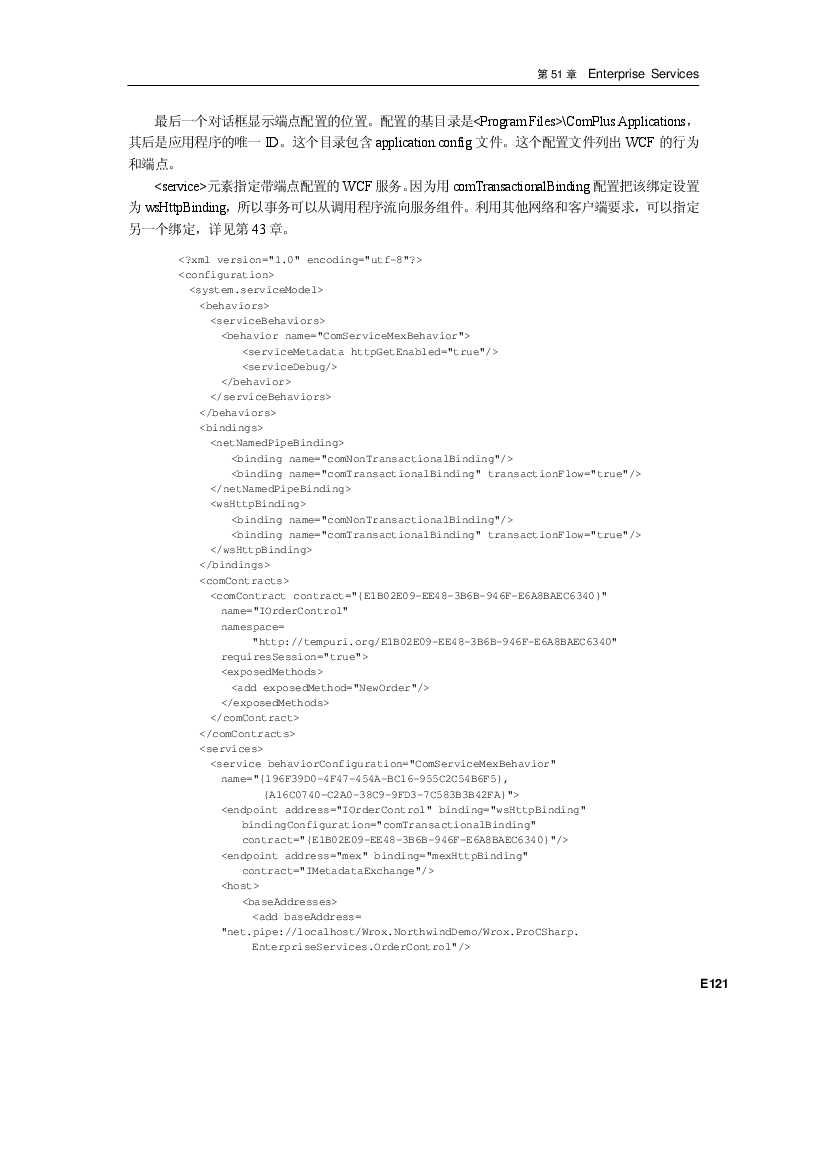 第 51 章 Enterprise Services
最后一个对话框显示端点配置的位置。配置的基目录是<Program Files>\ComPlus Applications，
其后是应用程序的唯一 ID。这个目录包含 application.config 文件。这个配置文件列出 WCF 的行为
和端点。
<service>元素指定带端点配置的 WCF 服务。因为用 comTransactionalBinding 配置把该绑定设置
为 wsHttpBinding，所以事务可以从调用程序流向服务组件。利用其他网络和客户端要求，可以指定
另一个绑定，详见第 43 章。
<?xml version="1.0" encoding="utf-8"?>
<configuration>
<system.serviceModel>
<behaviors>
<serviceBehaviors>
<behavior name="ComServiceMexBehavior">
<serviceMetadata httpGetEnabled="true"/>
<serviceDebug/>
</behavior>
</serviceBehaviors>
</behaviors>
<bindings>
<netNamedPipeBinding>
<binding name="comNonTransactionalBinding"/>
<binding name="comTransactionalBinding" transactionFlow="true"/>
</netNamedPipeBinding>
<wsHttpBinding>
<binding name="comNonTransactionalBinding"/>
<binding name="comTransactionalBinding" transactionFlow="true"/>
</wsHttpBinding>
</bindings>
<comContracts>
<comContract contract="{E1B02E09-EE48-3B6B-946F-E6A8BAEC6340}"
name="IOrderControl"
namespace=
"http://tempuri.org/E1B02E09-EE48-3B6B-946F-E6A8BAEC6340"
requiresSession="true">
<exposedMethods>
<add exposedMethod="NewOrder"/>
</exposedMethods>
</comContract>
</comContracts>
<services>
<service behaviorConfiguration="ComServiceMexBehavior"
name="{196F39D0-4F47-454A-BC16-955C2C54B6F5},
{A16C0740-C2A0-38C9-9FD3-7C583B3B42FA}">
<endpoint address="IOrderControl" binding="wsHttpBinding"
bindingConfiguration="comTransactionalBinding"
contract="{E1B02E09-EE48-3B6B-946F-E6A8BAEC6340}"/>
<endpoint address="mex" binding="mexHttpBinding"
contract="IMetadataExchange"/>
<host>
<baseAddresses>
<add baseAddress=
"net.pipe://localhost/Wrox.NorthwindDemo/Wrox.ProCSharp.
EnterpriseServices.OrderControl"/>
E121